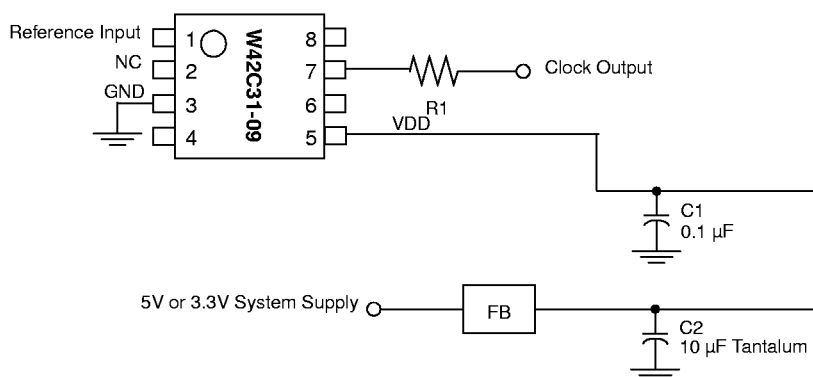 Reference Input
1
8
NC
2
7
Clock Output
GND
3
6
R1
4
5
VDD
W42C31-09
C1
0.1 µF
5V or 3.3V System Supply
FB
C2
10 µF Tantalum